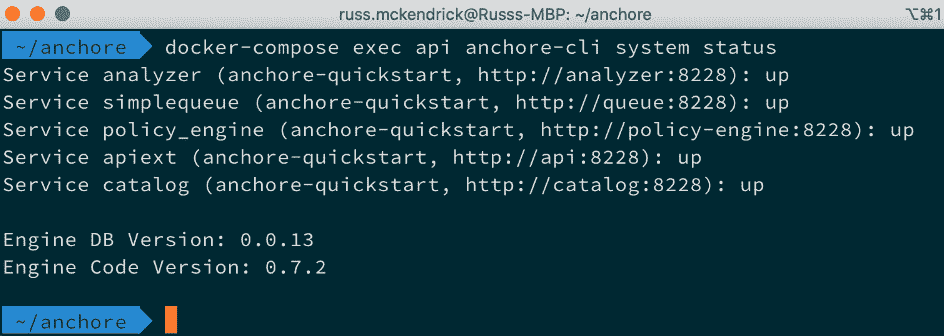 russ.mckendrick@Russs-MBP: ~/anchore ⌥⌘1
~/anchore docker-compose exec api anchore-cli system status
Service analyzer (anchore-quickstart, http://analyzer:8228): up
Service simplequeue (anchore-quickstart, http://queue:8228): up
Service policy_engine (anchore-quickstart, http://policy-engine:8228): up
Service apiext (anchore-quickstart, http://api:8228): up
Service catalog (anchore-quickstart, http://catalog:8228): up
Engine DB Version: 0.0.13
Engine Code Version: 0.7.2
~/anchore